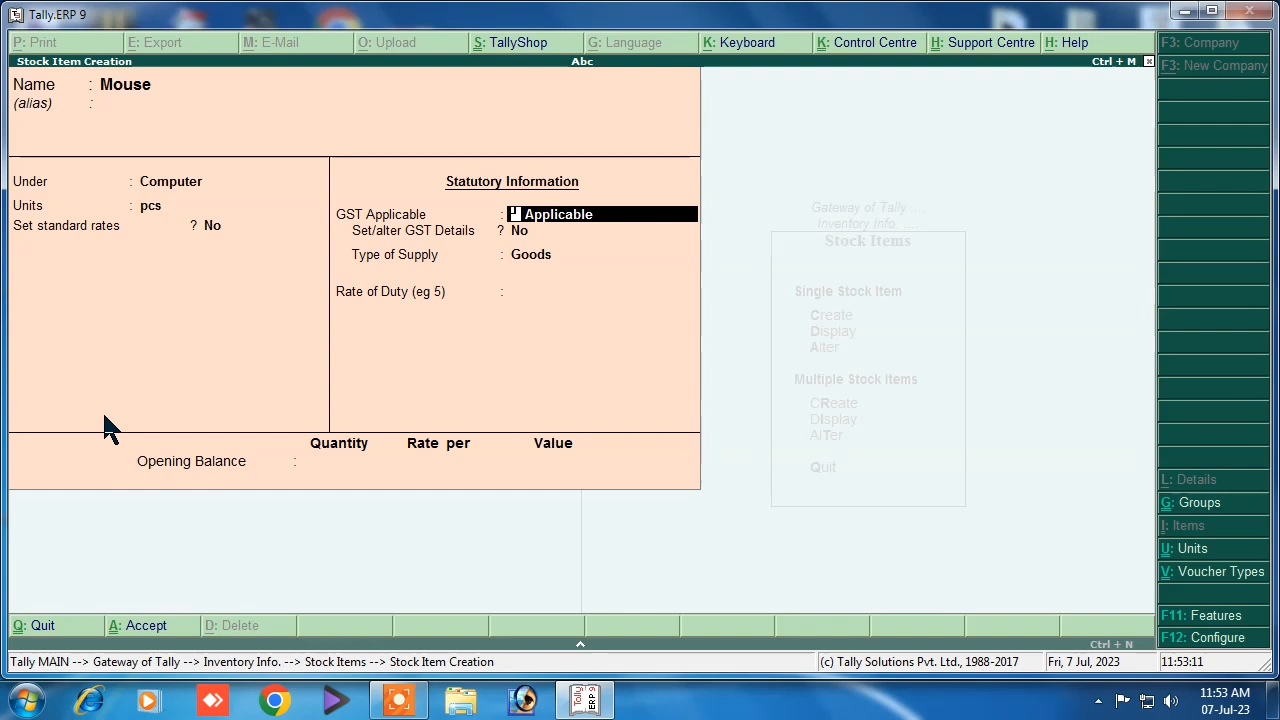 Tally.ERP 9
P: Print E: Export M: E-Mail O: Upload S: TallyShop G: Language K: Keyboard K: Control Centre H: Support Centre H: Help
F3: Company
Stock Item Creation Abc Ctrl + M
F3: New Company
Name : Mouse
(alias) :
Under : Computer
Units : pcs
Set standard rates ? No
Statutory Information
GST Applicable : Applicable
Set/alter GST Details ? No
Type of Supply : Goods
Rate of Duty (eg 5) :
Quantity Rate per Value
Opening Balance :
Gateway of Tally ....
Inventory Info. ....
Stock Items
Single Stock Item
Create
Display
Alter
Multiple Stock Items
CReate
DIsplay
AlTer
Quit
L: Details
G: Groups
I: Items
U: Units
V: Voucher Types
F11: Features
F12: Configure
Q: Quit A: Accept D: Delete
Ctrl + N
Tally MAIN --> Gateway of Tally --> Inventory Info. --> Stock Items --> Stock Item Creation (c) Tally Solutions Pvt. Ltd., 1988-2017 Fri, 7 Jul, 2023 11:53:11
11:53 AM
07-Jul-23